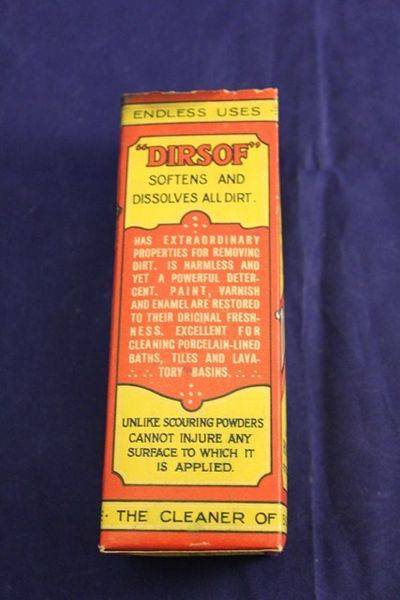 ENDLESS USES
"DIRSOF"
SOFTENS AND
DISSOLVES ALL DIRT.
HAS EXTRAORDINARY
PROPERTIES FOR REMOVING
DIRT. IS HARMLESS AND
YET A POWERFUL DETER-
GENT. PAINT, VARNISH
AND ENAMEL ARE RESTORED
TO THEIR ORIGINAL FRESH-
NESS. EXCELLENT FOR
CLEANING PORCELAIN-LINED
BATHS, TILES AND LAVA-
TORY BASINS.
UNLIKE SCOURING POWDERS
CANNOT INJURE ANY
SURFACE TO WHICH IT
IS APPLIED.
THE CLEANER OF